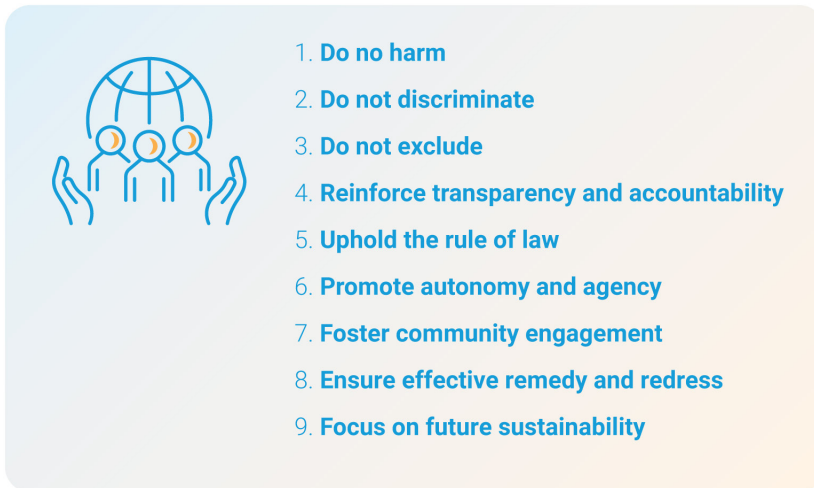 1. Do no harm
2. Do not discriminate
3. Do not exclude
4. Reinforce transparency and accountability
5. Uphold the rule of law
6. Promote autonomy and agency
7. Foster community engagement
8. Ensure effective remedy and redress
9. Focus on future sustainability